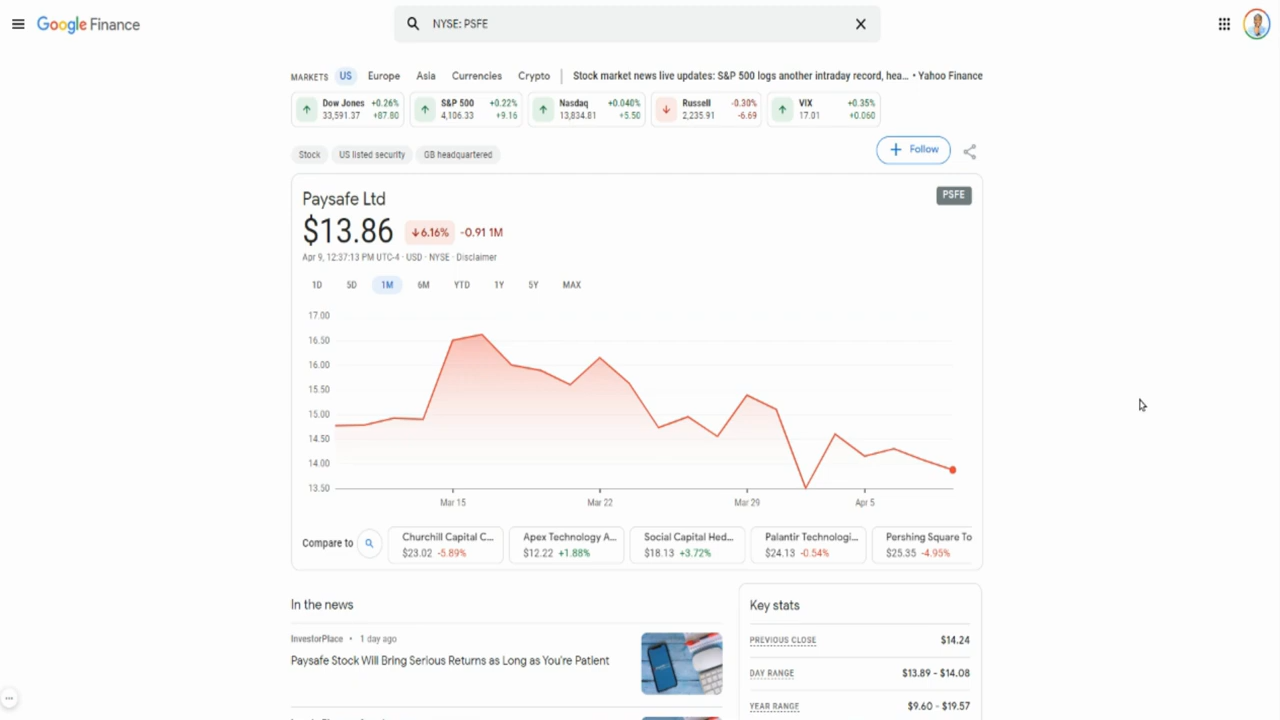 Google Finance
NYSE: PSFE
MARKETS US Europe Asia Currencies Crypto Stock market news live updates: S&P 500 logs another intraday record, hea... • Yahoo Finance
Dow Jones +0.26% S&P 500 +0.22% Nasdaq +0.040% Russell -0.30% VIX +0.35%
33,591.37 +87.80 4,106.33 +9.16 13,834.81 +5.50 2,235.91 -6.69 17.01 +0.060
Stock US listed security GB headquartered
+ Follow
Paysafe Ltd
PSFE
$13.86 ↓6.16% -0.91 1M
Apr 9, 12:37:13 PM UTC-4 · USD · NYSE · Disclaimer
1D 5D 1M 6M YTD 1Y 5Y MAX
17.00
16.50
16.00
15.50
15.00
14.50
14.00
13.50
Mar 15 Mar 22 Mar 29 Apr 5
Compare to
Churchill Capital C... Apex Technology A... Social Capital Hed... Palantir Technologi... Pershing Square To
$23.02 -5.89% $12.22 +1.88% $18.13 +3.72% $24.13 -0.54% $25.35 -4.95%
In the news
InvestorPlace • 1 day ago
Paysafe Stock Will Bring Serious Returns as Long as You're Patient
Key stats
PREVIOUS CLOSE $14.24
DAY RANGE $13.89 - $14.08
YEAR RANGE $9.60 - $19.57